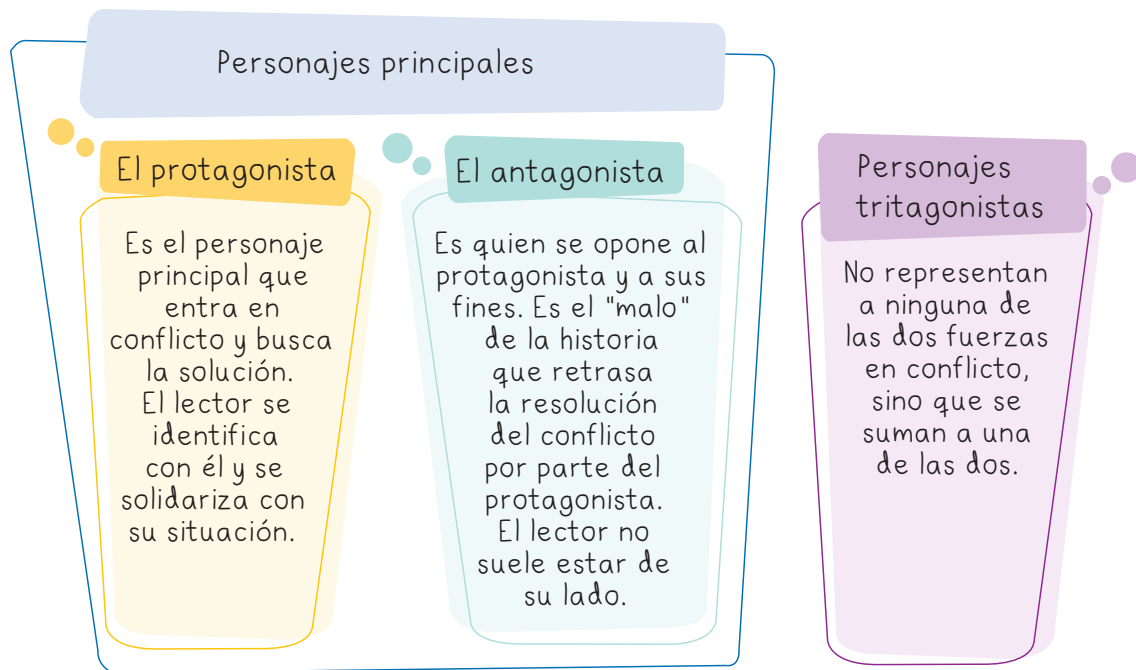 Personajes principales
El protagonista
Es el personaje
principal que
entra en
conflicto y busca
la solución.
El lector se
identifica
con él y se
solidariza con
su situación.
El antagonista
Es quien se opone al
protagonista y a sus
fines. Es el "malo"
de la historia
que retrasa
la resolución
del conflicto
por parte del
protagonista.
El lector no
suele estar de
su lado.
Personajes
tritagonistas
No representan
a ninguna de
las dos fuerzas
en conflicto,
sino que se
suman a una
de las dos.